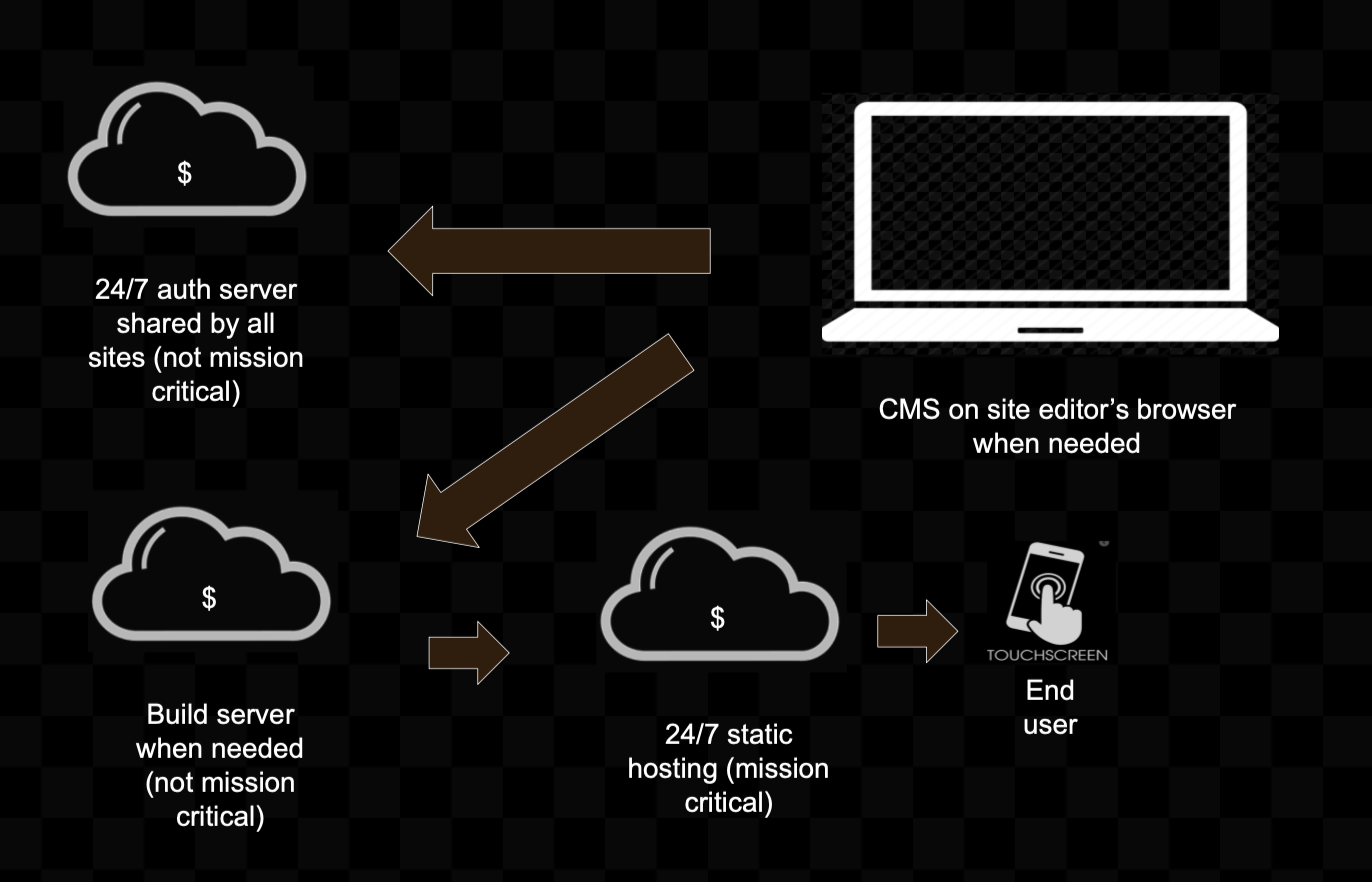 $
24/7 auth server
shared by all
sites (not mission
critical)
CMS on site editor’s browser
when needed
$
Build server
when needed
(not mission
critical)
$
24/7 static
hosting (mission
critical)
TOUCHSCREEN
End
user